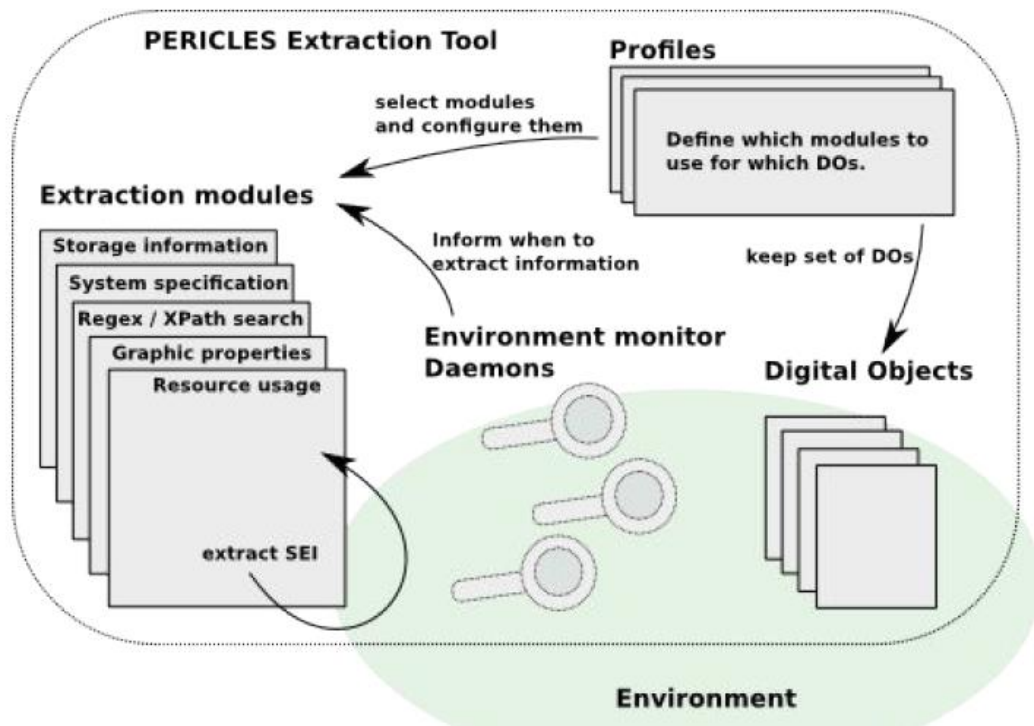 PERICLES Extraction Tool
Profiles
select modules
and configure them
Define which modules to
use for which DOs.
Extraction modules
Storage information
System specification
Regex / XPath search
Graphic properties
Resource usage
extract SEI
Inform when to
extract information
keep set of DOs
Environment monitor
Daemons
Digital Objects
Environment